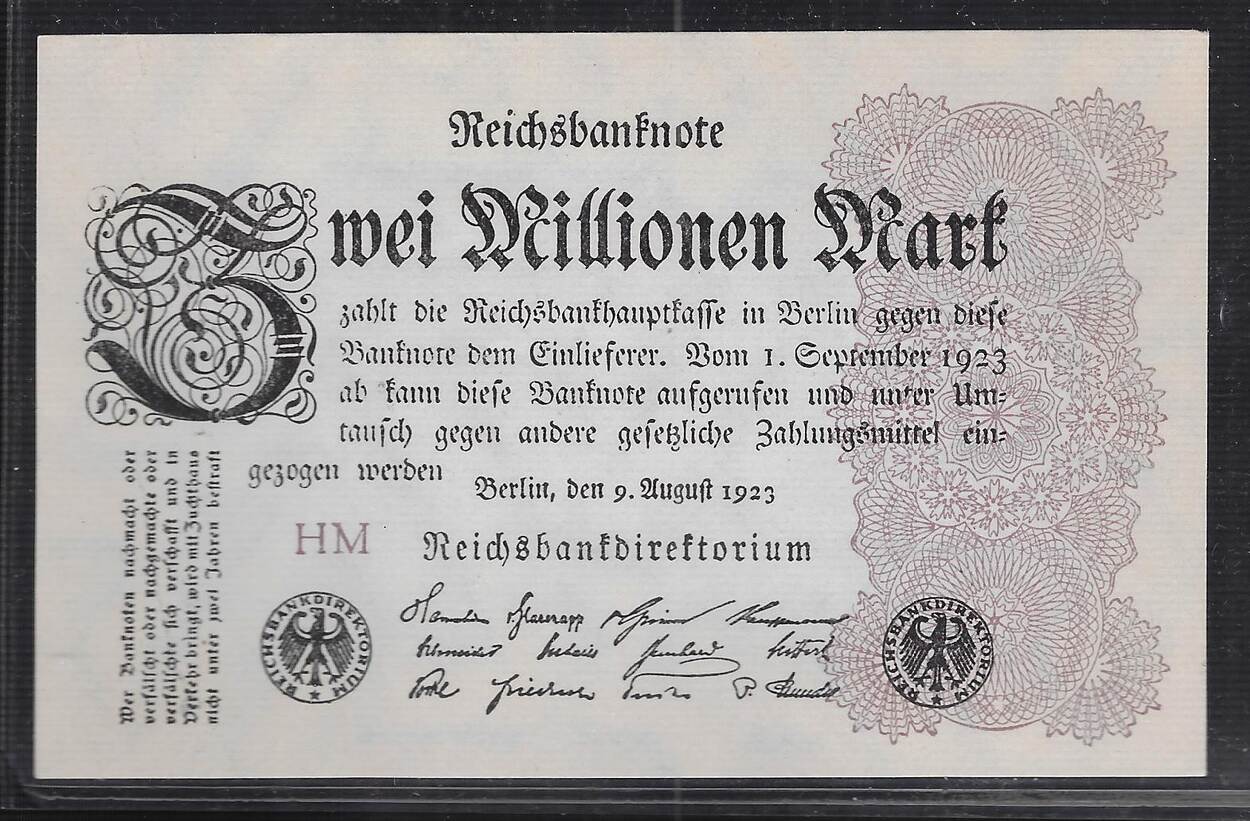 Reichsbanknote
Zwei Millionen Mark
zahlt die Reichsbankhauptkasse in Berlin gegen diese
Banknote dem Einlieferer. Vom 1. September 1923
ab kann diese Banknote aufgerufen und unter Um-
tausch gegen andere gesetzliche Zahlungsmittel ein-
gezogen werden
Berlin, den 9. August 1923
HM
Reichsbankdirektorium
Wer Banknoten nachmacht oder
verfälscht oder nachgemachte oder
verfälschte sich verschafft und in
Verkehr bringt, wird mit Zuchthaus
nicht unter zwei Jahren bestraft
REICHSBANKDIREKTORIUM
REICHSBANKDIREKTORIUM